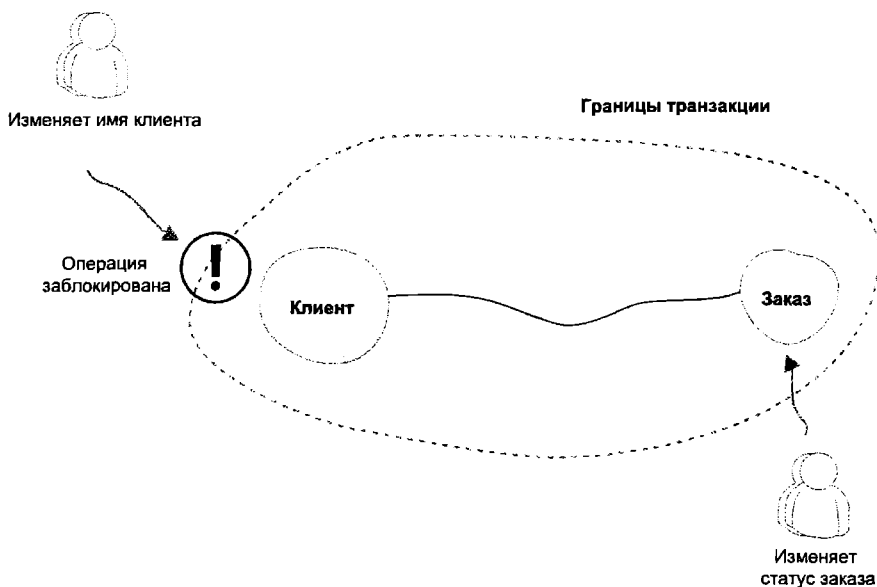 Изменяет имя клиента
Границы транзакции
Операция
заблокирована
!
Клиент
Заказ
Изменяет
статус заказа